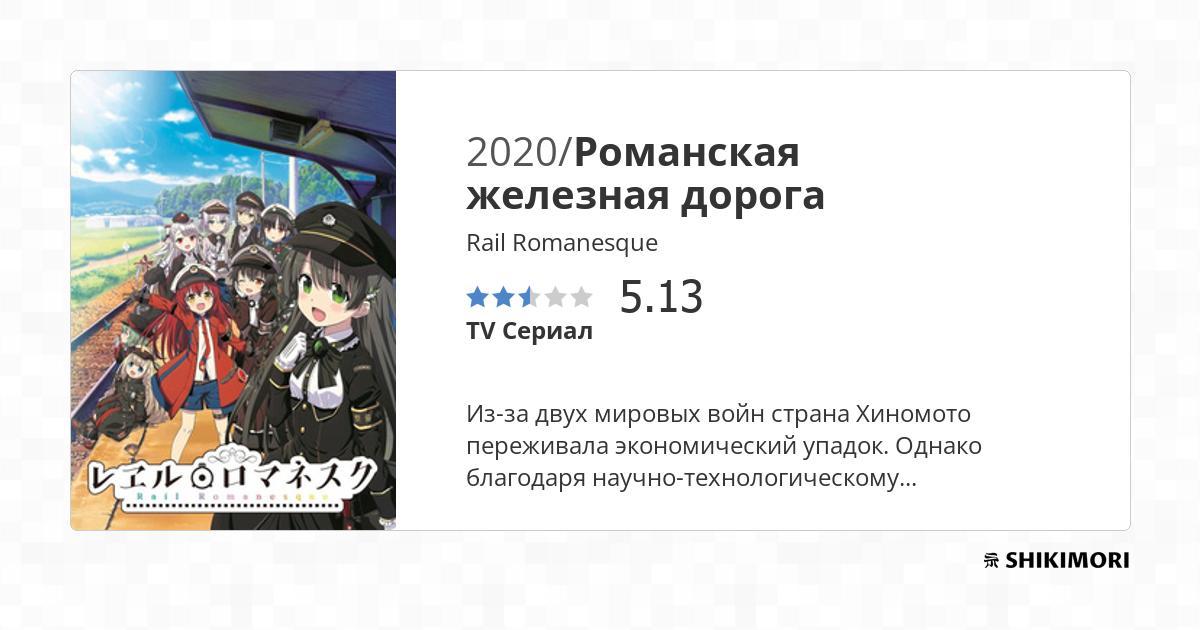 レヱル・ロマネスク
Rail Romanesque
2020/Романская
железная дорога
Rail Romanesque
5.13
TV Сериал
Из-за двух мировых войн страна Хиномото
переживала экономический упадок. Однако
благодаря научно-технологическому...
SHIKIMORI